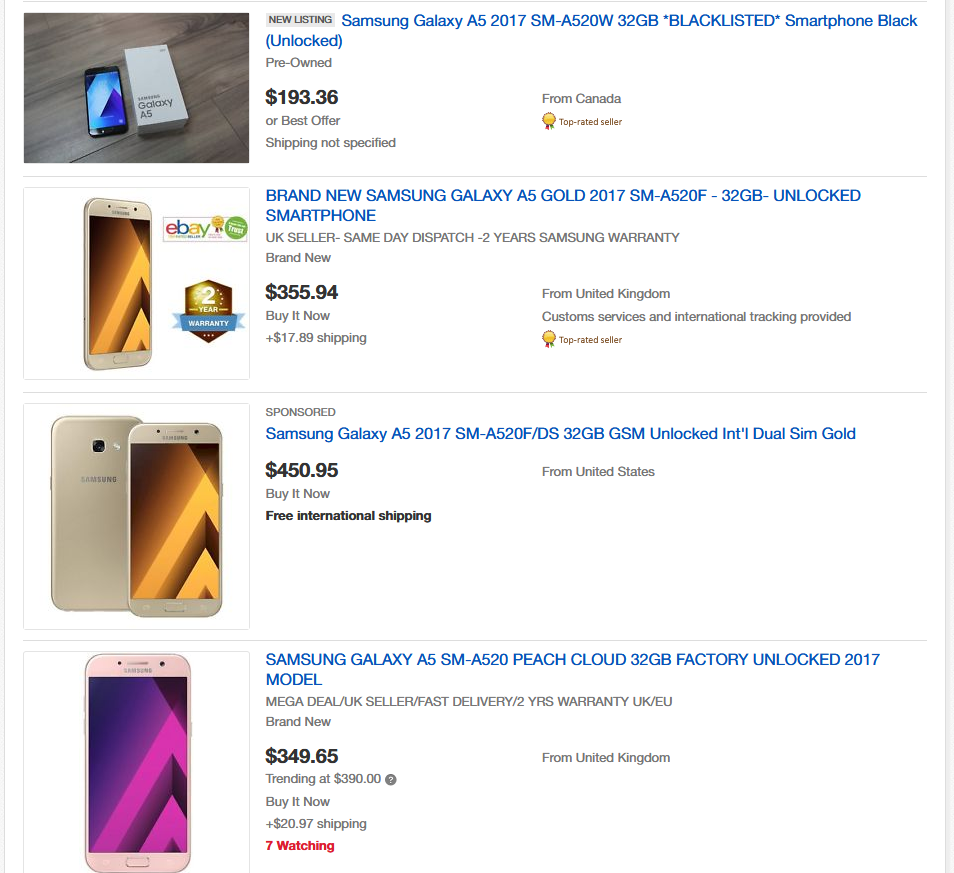 NEW LISTING Samsung Galaxy A5 2017 SM-A520W 32GB *BLACKLISTED* Smartphone Black
(Unlocked)
Pre-Owned
$193.36
From Canada
or Best Offer
Top-rated seller
Shipping not specified
SAMSUNG
Galaxy
A5
BRAND NEW SAMSUNG GALAXY A5 GOLD 2017 SM-A520F - 32GB- UNLOCKED
SMARTPHONE
UK SELLER- SAME DAY DISPATCH -2 YEARS SAMSUNG WARRANTY
Brand New
$355.94
From United Kingdom
Buy It Now
Customs services and international tracking provided
+$17.89 shipping
Top-rated seller
SAMSUNG
ebay
Trust
2
YEAR
WARRANTY
SPONSORED
Samsung Galaxy A5 2017 SM-A520F/DS 32GB GSM Unlocked Int'l Dual Sim Gold
$450.95
From United States
Buy It Now
Free international shipping
SAMSUNG
SAMSUNG
SAMSUNG GALAXY A5 SM-A520 PEACH CLOUD 32GB FACTORY UNLOCKED 2017
MODEL
MEGA DEAL/UK SELLER/FAST DELIVERY/2 YRS WARRANTY UK/EU
Brand New
$349.65
From United Kingdom
Trending at $390.00 ?
Buy It Now
+$20.97 shipping
7 Watching
SAMSUNG